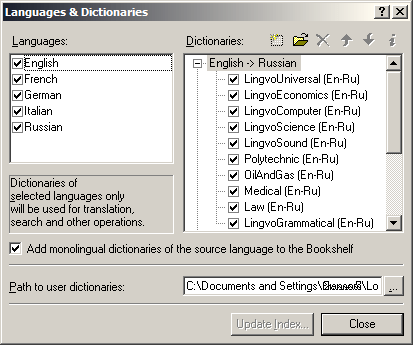 Languages & Dictionaries
Languages:
English
French
German
Italian
Russian
Dictionaries of
selected languages only
will be used for translation,
search and other operations.
Dictionaries:
English -> Russian
LingvoUniversal (En-Ru)
LingvoEconomics (En-Ru)
LingvoComputer (En-Ru)
LingvoScience (En-Ru)
LingvoSound (En-Ru)
Polytechnic (En-Ru)
OilAndGas (En-Ru)
Medical (En-Ru)
Law (En-Ru)
LingvoGrammatical (En-Ru)
Add monolingual dictionaries of the source language to the Bookshelf
Path to user dictionaries:
C:\Documents and Settings\
...
Update Index...
Close